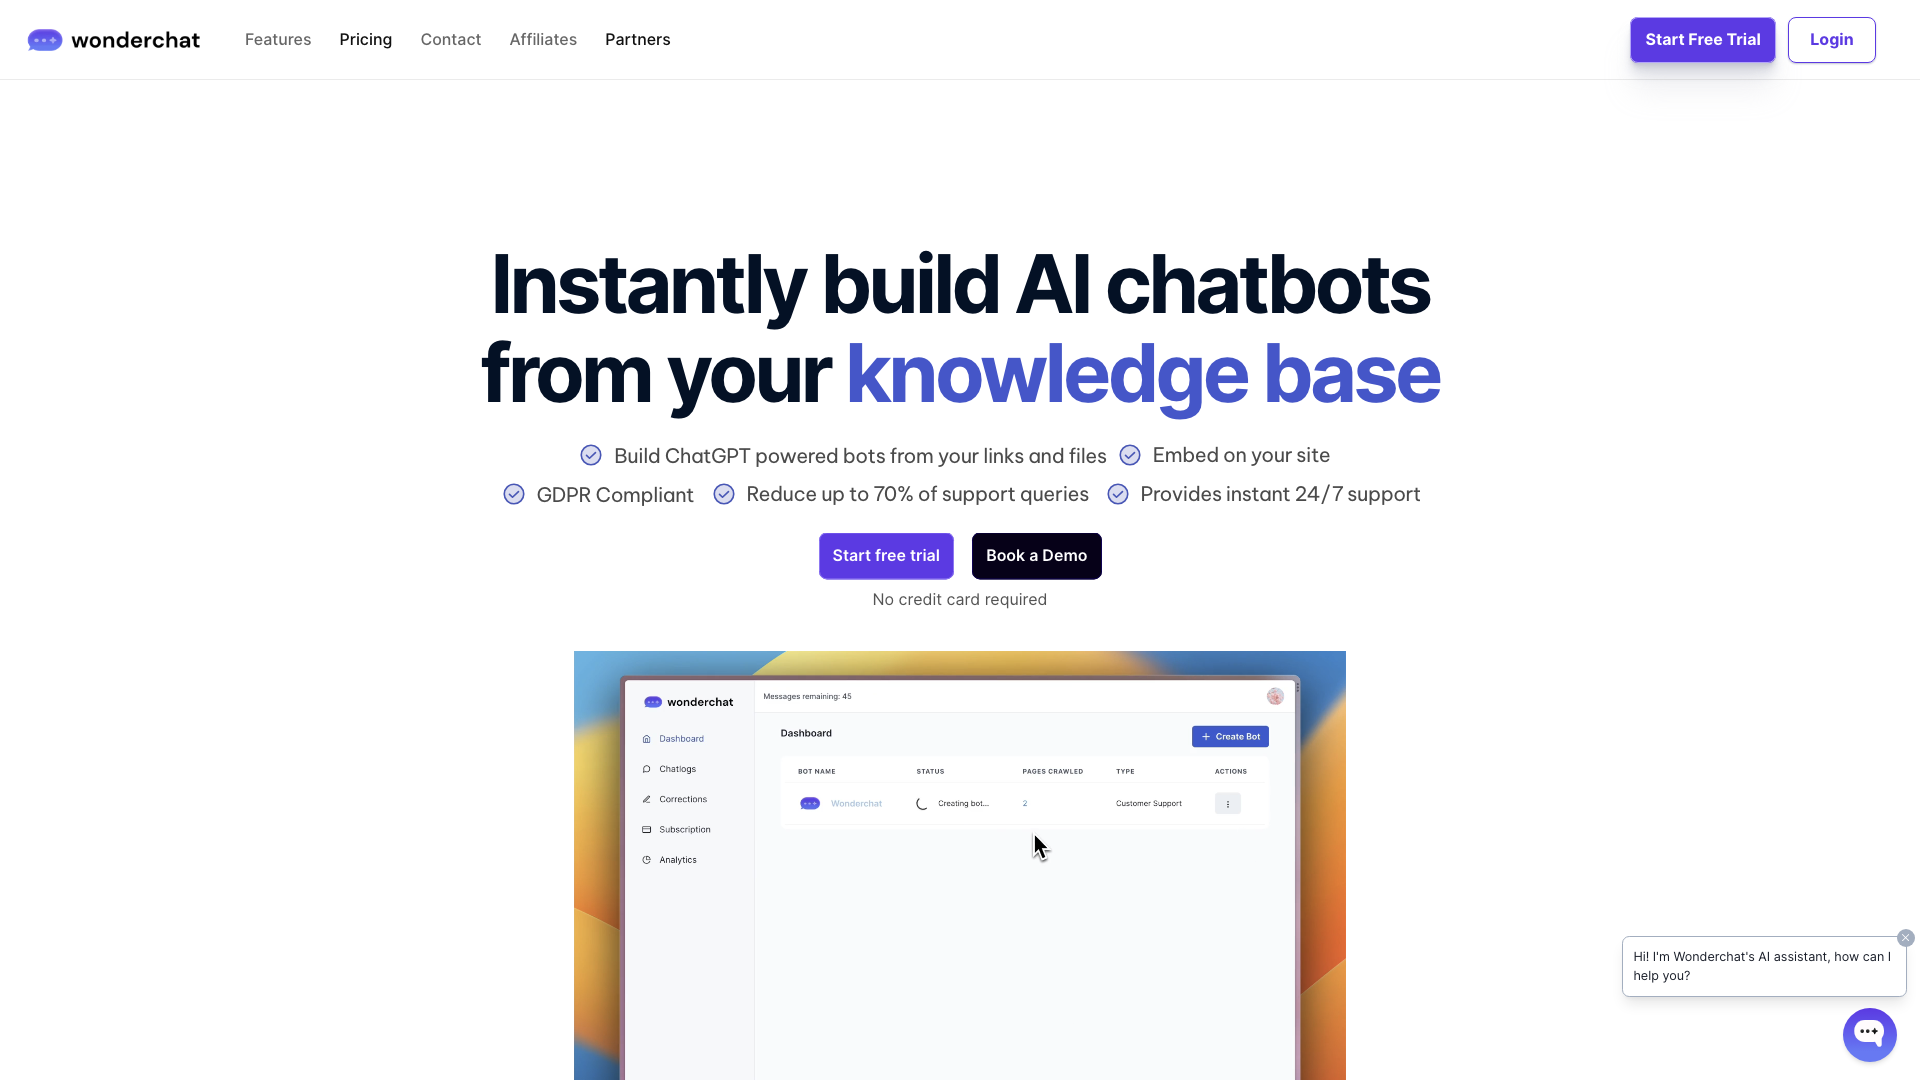 wonderchat
Features
Pricing
Contact
Affiliates
Partners
Start Free Trial
Login
Instantly build AI chatbots
from your knowledge base
Build ChatGPT powered bots from your links and files
Embed on your site
GDPR Compliant
Reduce up to 70% of support queries
Provides instant 24/7 support
Start free trial
Book a Demo
No credit card required
wonderchat
Messages remaining: 45
Dashboard
Chatlogs
Corrections
Subscription
Analytics
Dashboard
+ Create Bot
BOT NAME
STATUS
PAGES CRAWLED
TYPE
ACTIONS
Wonderchat
Creating bot...
2
Customer Support
Hi! I'm Wonderchat's AI assistant, how can I
help you?